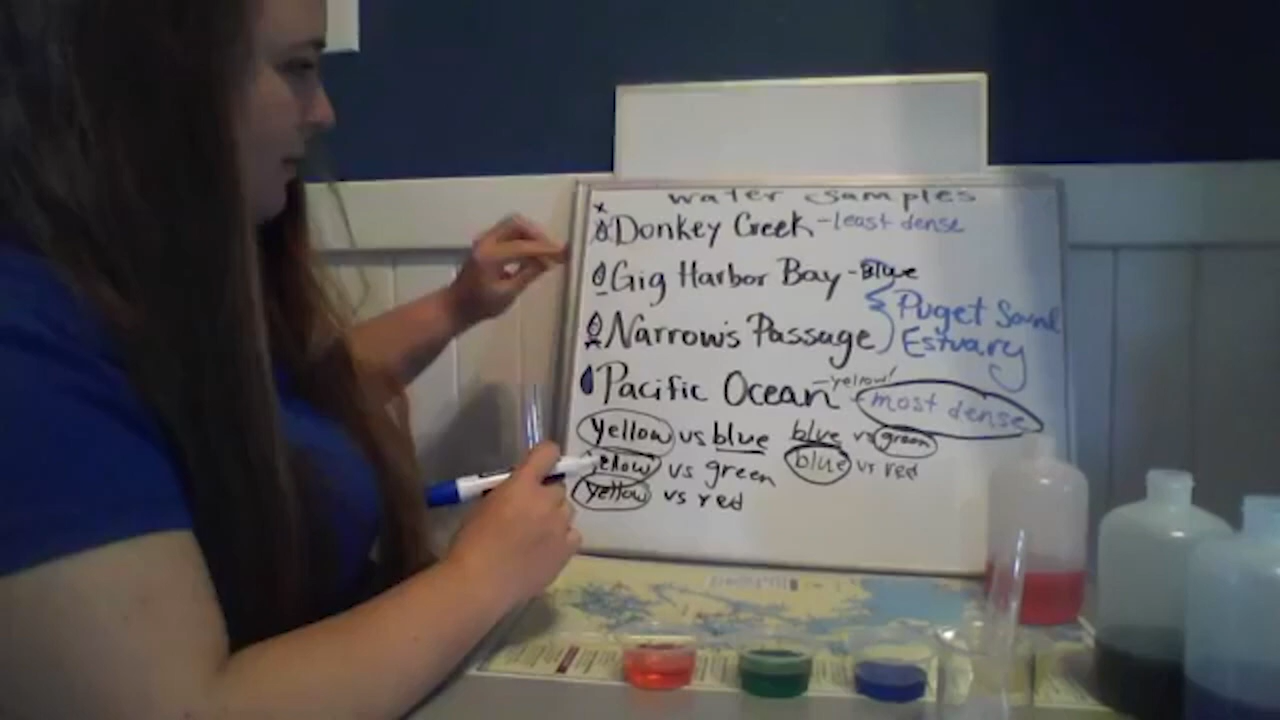 water samples
Donkey Creek - least dense
Gig Harbor Bay - Blue
Puget Sound
Narrows Passage
Estuary
Pacific Ocean - yellow!
- most dense
yellow vs blue blue vs green
yellow vs green blue vs red
yellow vs red